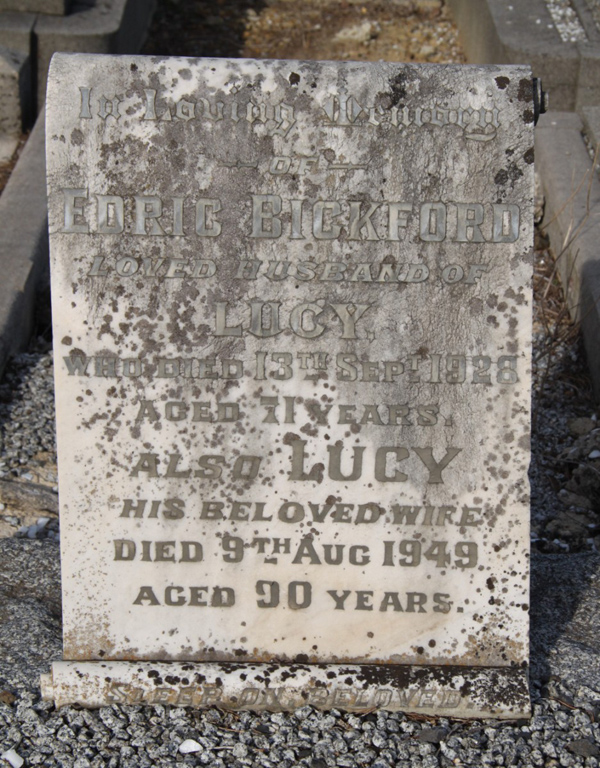 In Loving Memory
— OF —
EDRIC BICKFORD
LOVED HUSBAND OF
LUCY,
WHO DIED 13TH SEPT 1928
AGED 71 YEARS.
ALSO LUCY
HIS BELOVED WIFE
DIED 9TH AUG 1949
AGED 90 YEARS.
SLEEP ON, BELOVED.